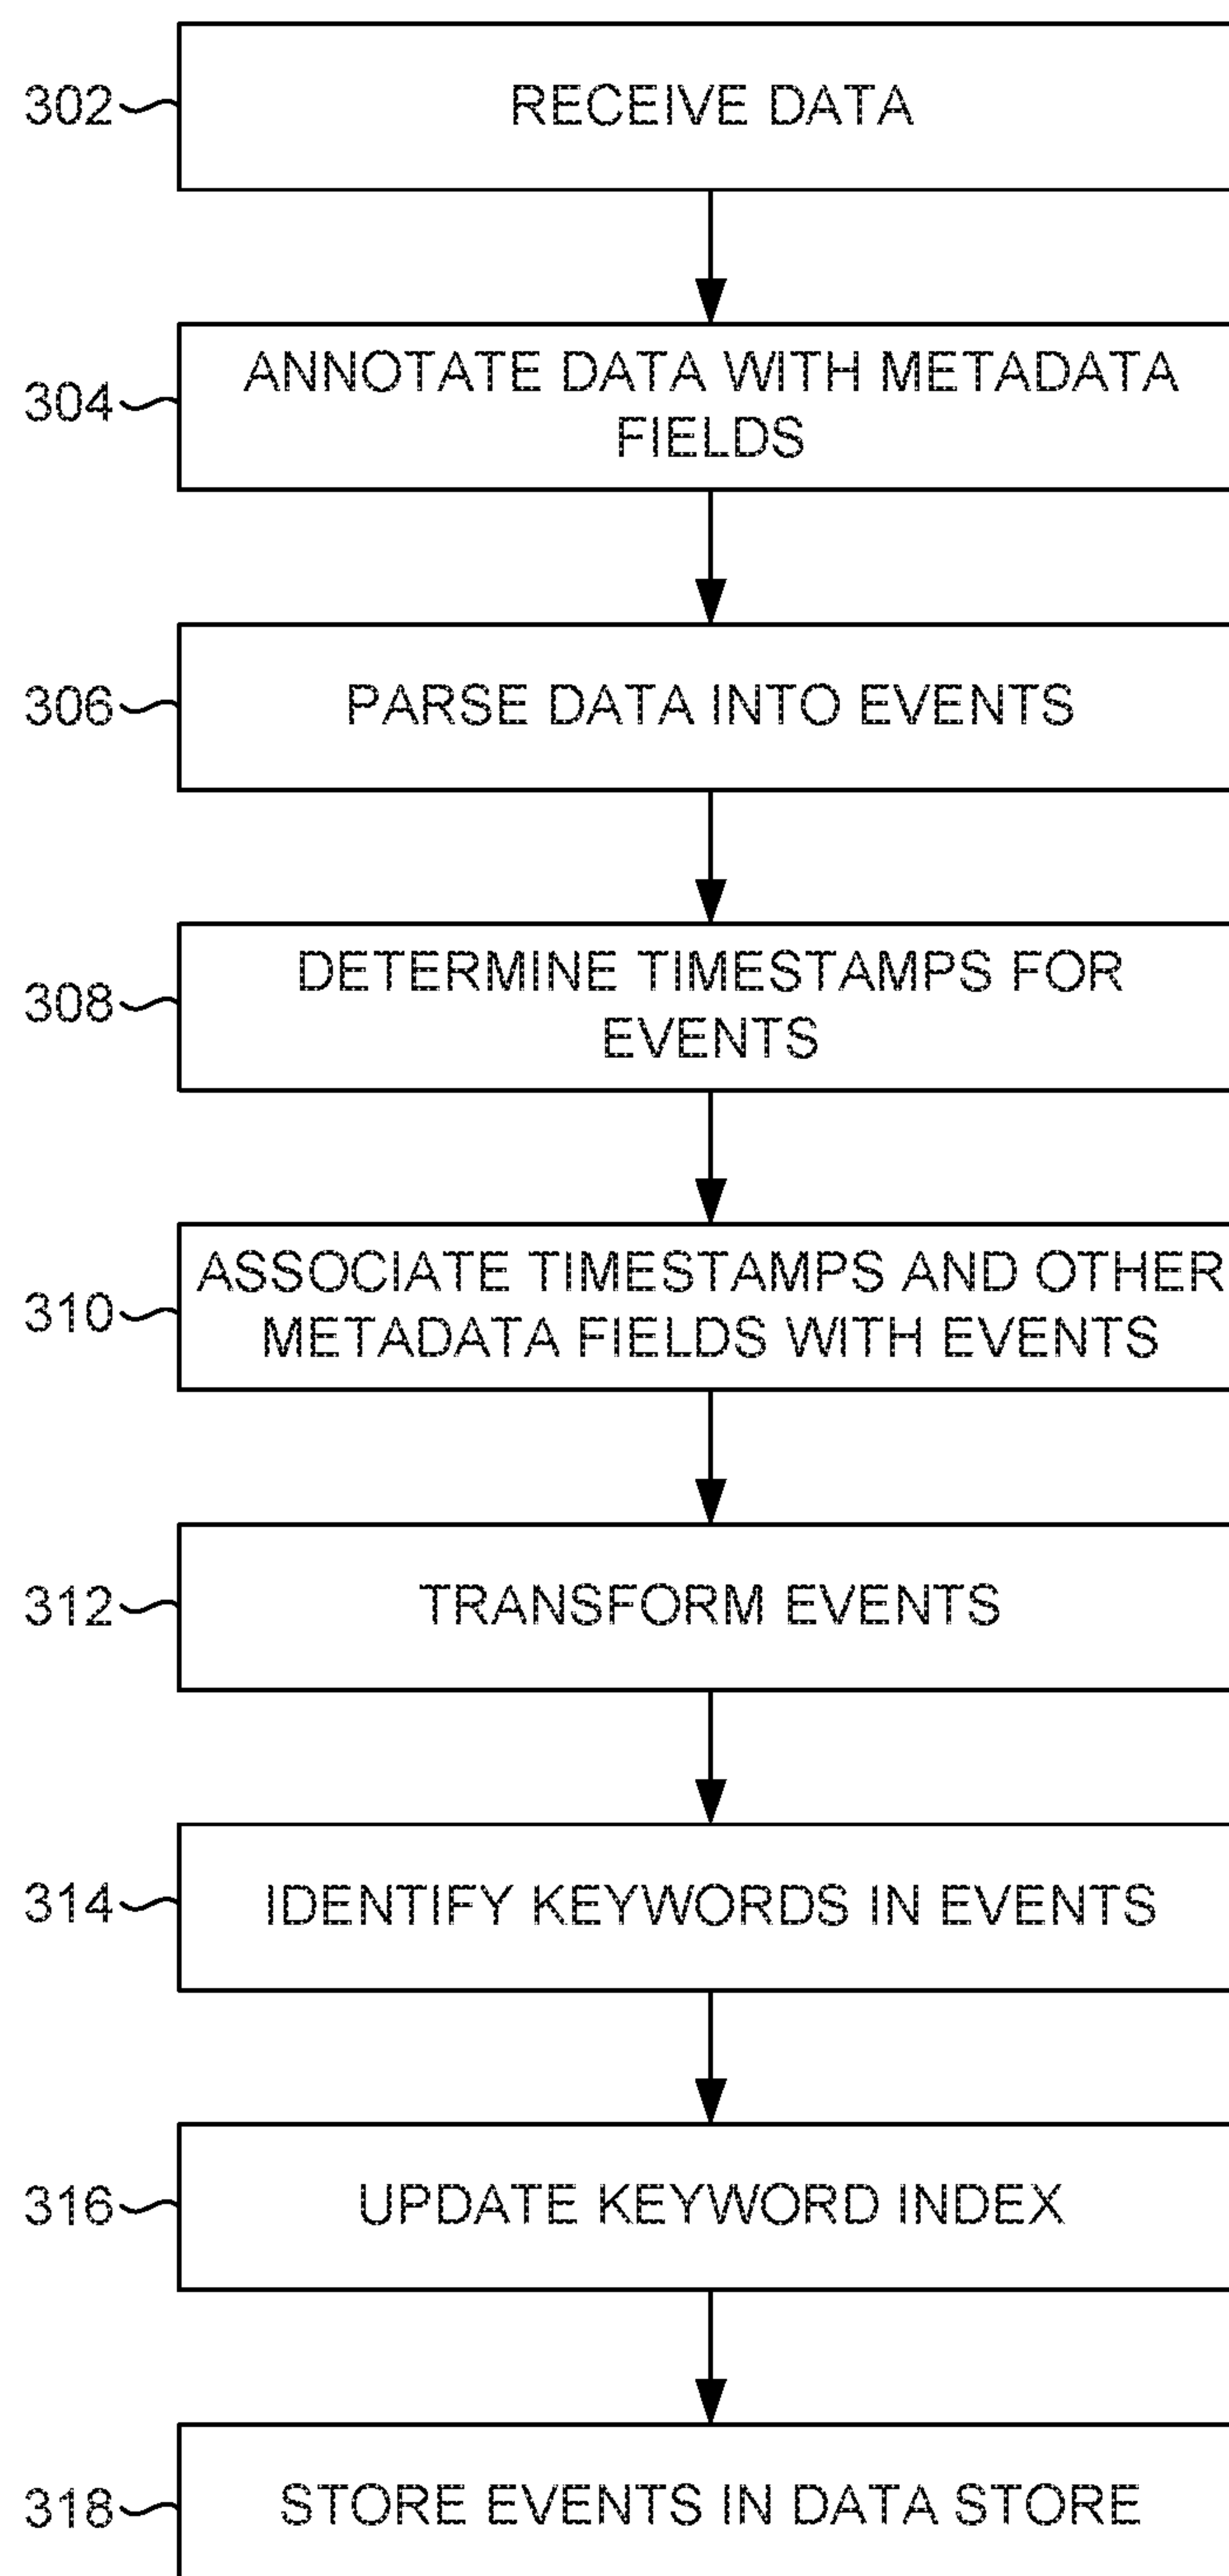 302
RECEIVE DATA
304
ANNOTATE DATA WITH METADATA
FIELDS
306
PARSE DATA INTO EVENTS
308
DETERMINE TIMESTAMPS FOR
EVENTS
310
ASSOCIATE TIMESTAMPS AND OTHER
METADATA FIELDS WITH EVENTS
312
TRANSFORM EVENTS
314
IDENTIFY KEYWORDS IN EVENTS
316
UPDATE KEYWORD INDEX
318
STORE EVENTS IN DATA STORE